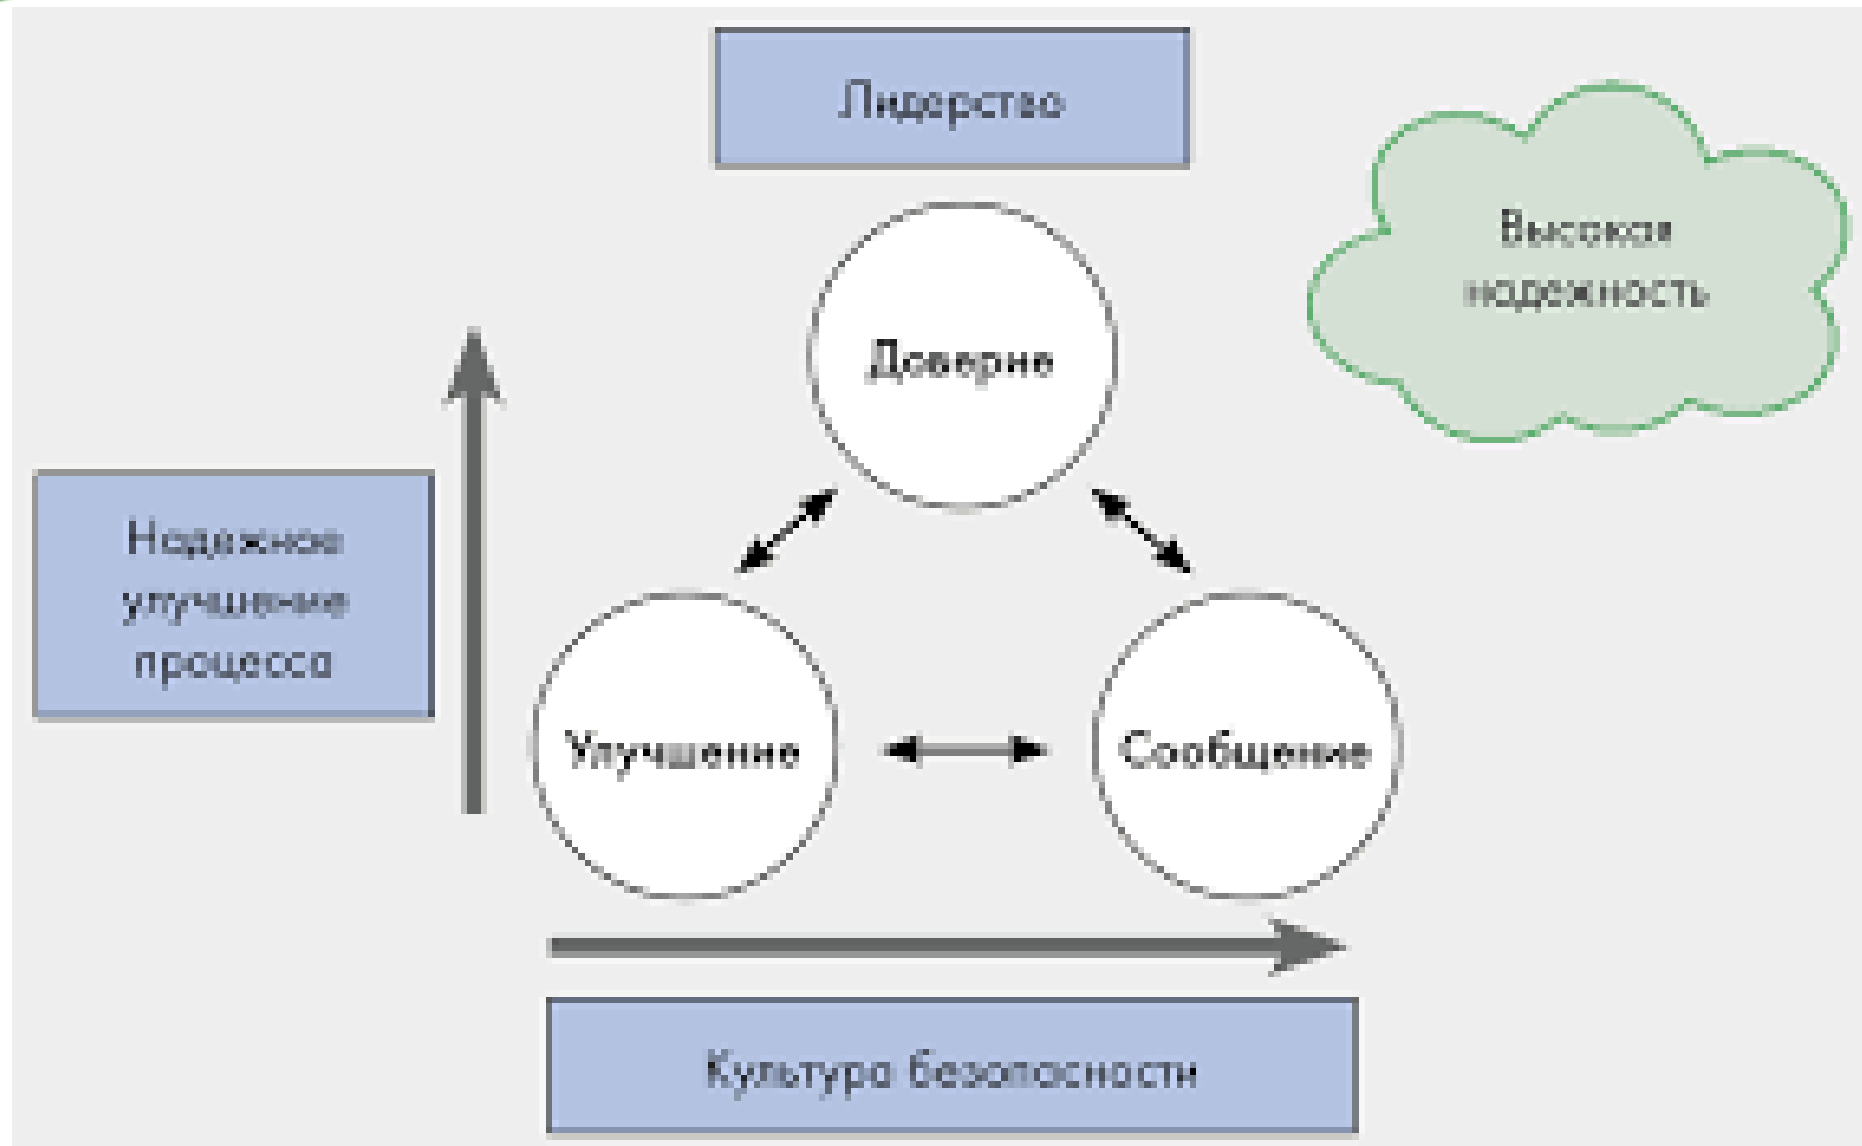 Лидерство
Высокая
надежность
Доверие
Надежное
улучшение
процесса
Улучшение
Сообщение
Культура безопасности